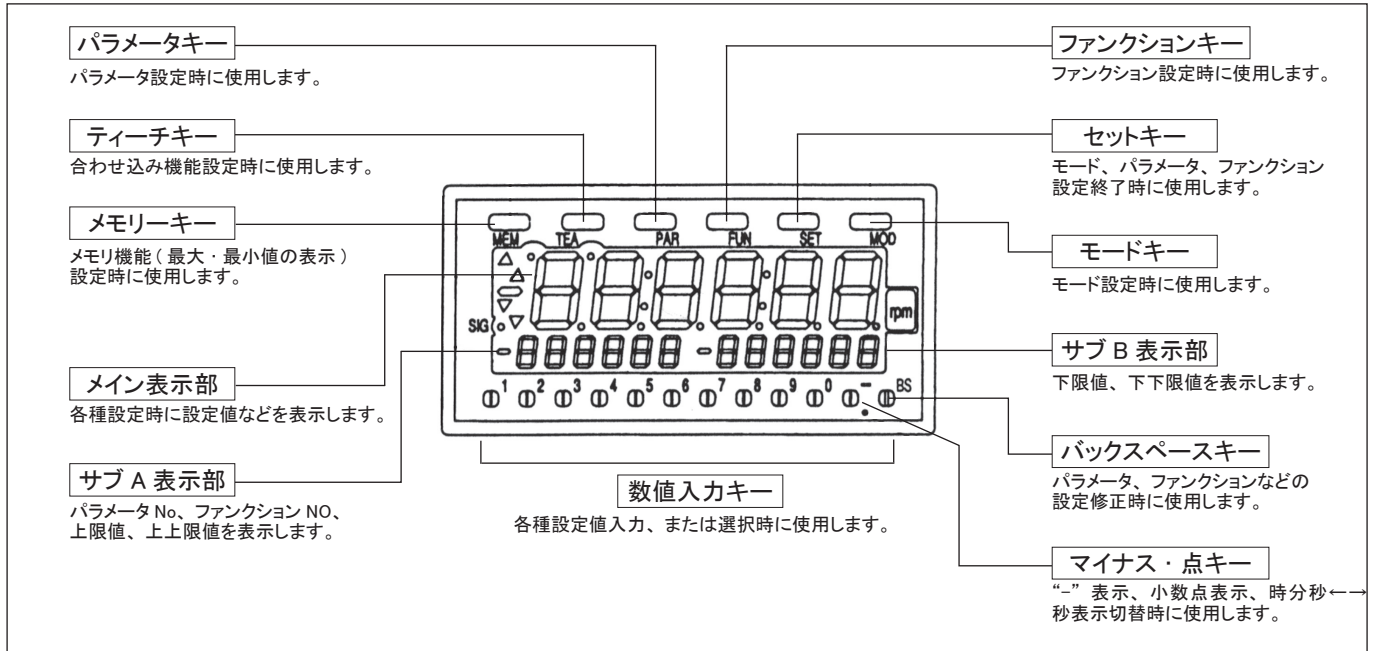 パラメータキー
パラメータ設定時に使用します。
ティーチキー
合わせ込み機能設定時に使用します。
メモリーキー
メモリ機能(最大・最小値の表示)
設定時に使用します。
メイン表示部
各種設定時に設定値などを表示します。
サブ A 表示部
パラメータ No、ファンクション NO、
上限値、上上限値を表示します。
MEM TEA PAR FUN SET MOD
rpm
SIG
1 2 3 4 5 6 7 8 9 0 − . BS
数値入力キー
各種設定値入力、または選択時に使用します。
ファンクションキー
ファンクション設定時に使用します。
セットキー
モード、パラメータ、ファンクション
設定終了時に使用します。
モードキー
モード設定時に使用します。
サブ B 表示部
下限値、下下限値を表示します。
バックスペースキー
パラメータ、ファンクションなどの
設定修正時に使用します。
マイナス・点キー
“−” 表示、小数点表示、時分秒←→
秒表示切替時に使用します。